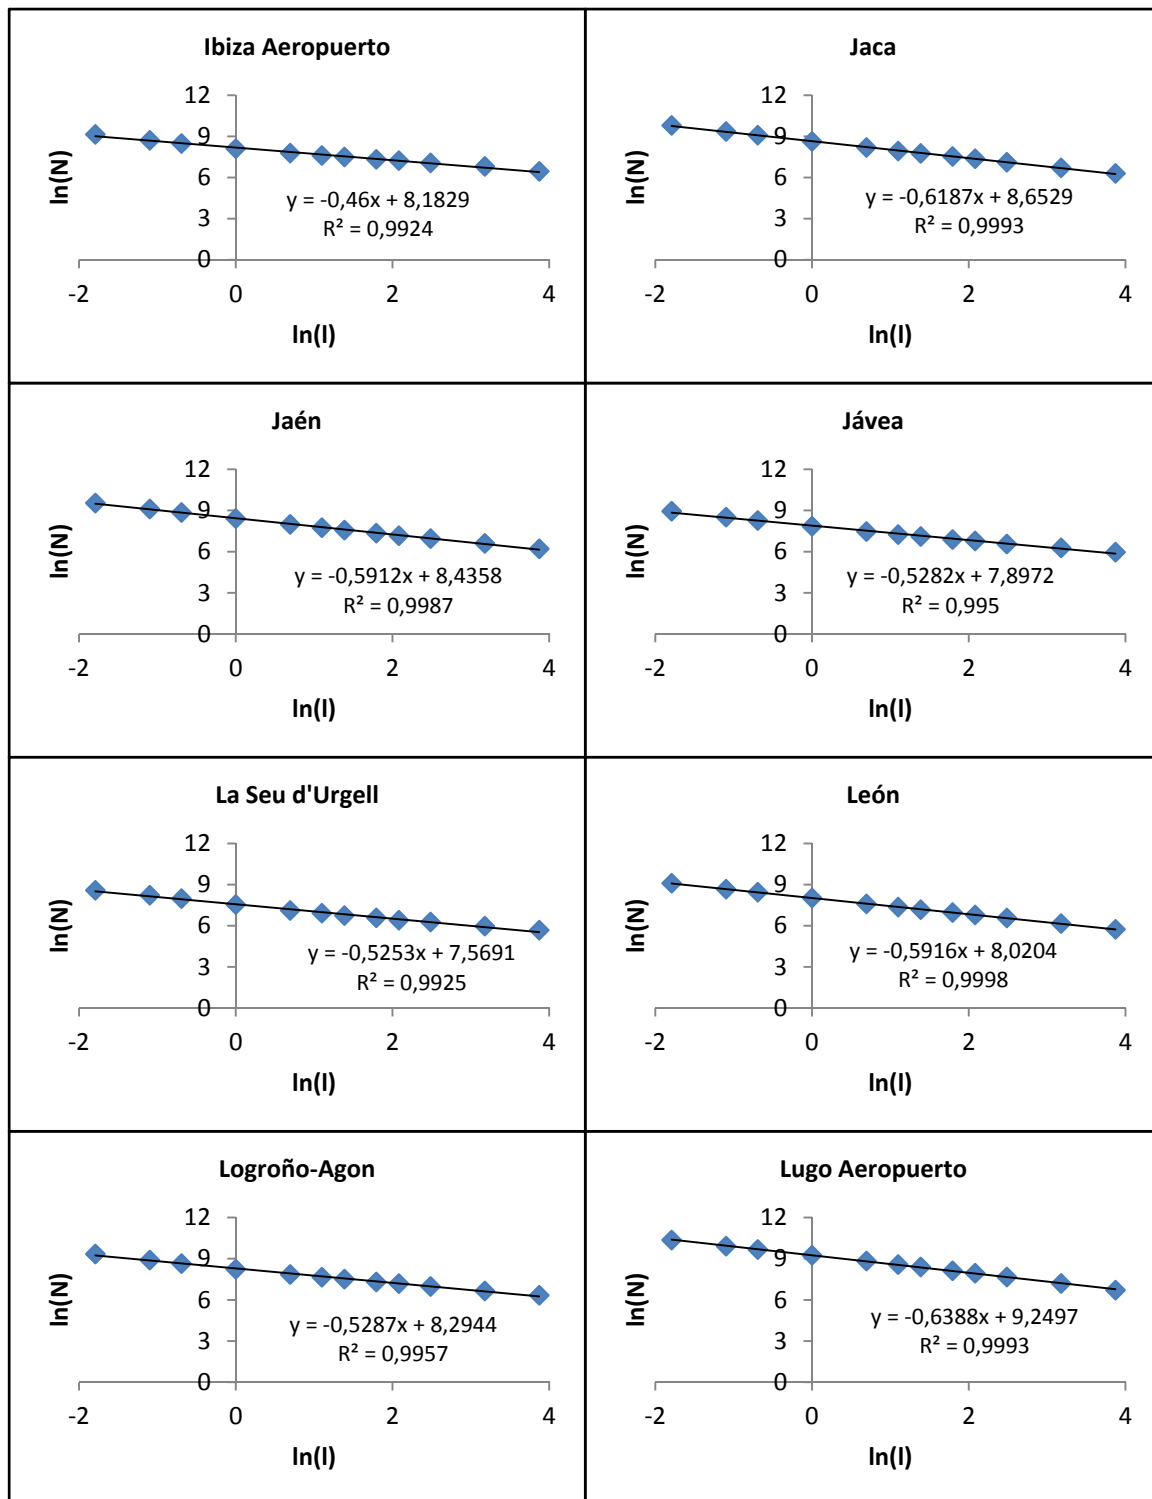 Ibiza Aeropuerto
12
9
6
3
0
-2 0 2 4
ln(N)
y = -0,46x + 8,1829
R² = 0,9924
ln(l)
Jaca
12
9
6
3
0
-2 0 2 4
ln(N)
y = -0,6187x + 8,6529
R² = 0,9993
ln(l)
Jaén
12
9
6
3
0
-2 0 2 4
ln(N)
y = -0,5912x + 8,4358
R² = 0,9987
ln(l)
Jávea
12
9
6
3
0
-2 0 2 4
ln(N)
y = -0,5282x + 7,8972
R² = 0,995
ln(l)
La Seu d'Urgell
12
9
6
3
0
-2 0 2 4
ln(N)
y = -0,5253x + 7,5691
R² = 0,9925
ln(l)
León
12
9
6
3
0
-2 0 2 4
ln(N)
y = -0,5916x + 8,0204
R² = 0,9998
ln(l)
Logroño-Agon
12
9
6
3
0
-2 0 2 4
ln(N)
y = -0,5287x + 8,2944
R² = 0,9957
ln(l)
Lugo Aeropuerto
12
9
6
3
0
-2 0 2 4
ln(N)
y = -0,6388x + 9,2497
R² = 0,9993
ln(l)